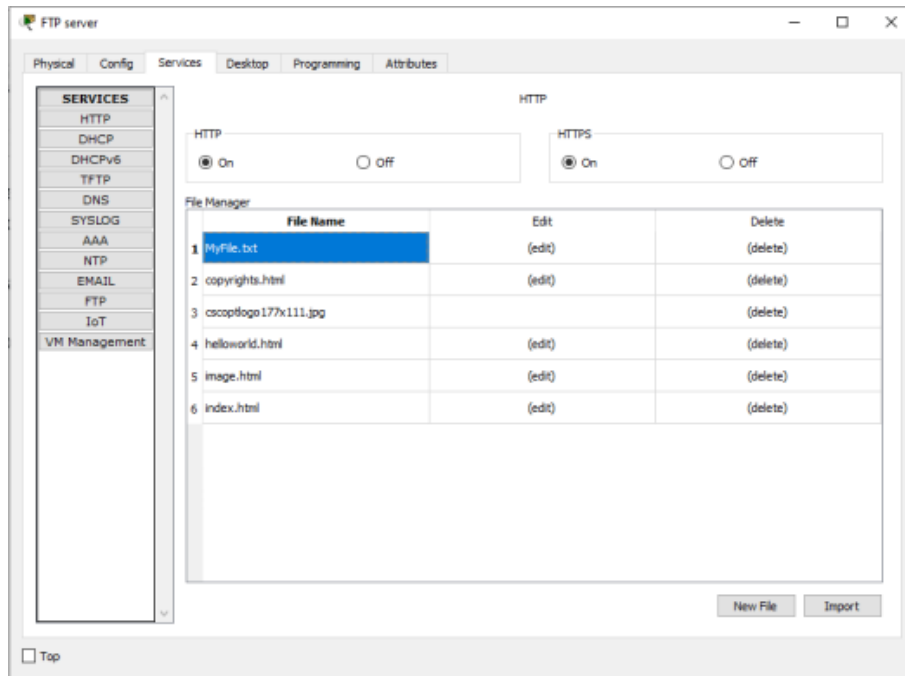 FTP server
Physical Config Services Desktop Programming Attributes
SERVICES
HTTP
DHCP
DHCPv6
TFTP
DNS
SYSLOG
AAA
NTP
EMAIL
FTP
IoT
VM Management
HTTP
HTTP
On Off
HTTPS
On Off
File Manager
File Name Edit Delete
1 MyFile.txt (edit) (delete)
2 copyrights.html (edit) (delete)
3 cscoptlogo177x111.jpg (delete)
4 helloworld.html (edit) (delete)
5 image.html (edit) (delete)
6 index.html (edit) (delete)
New File Import
Top